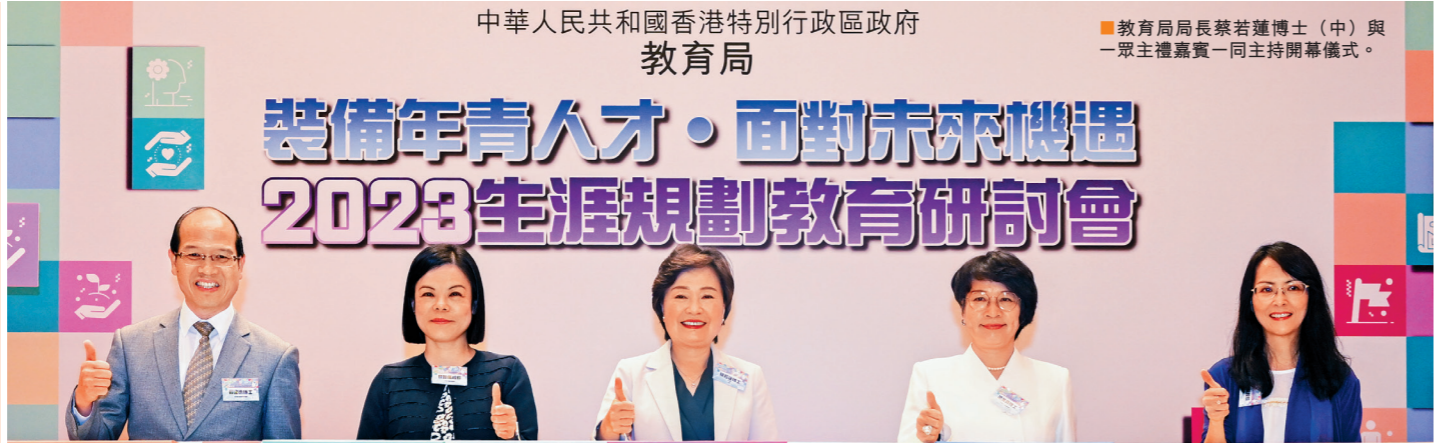 中華人民共和國香港特別行政區政府
教育局
■教育局局長蔡若蓮博士（中）與
一眾主禮嘉賓一同主持開幕儀式。
裝備年青人才•面對未來機遇
2023生涯規劃教育研討會